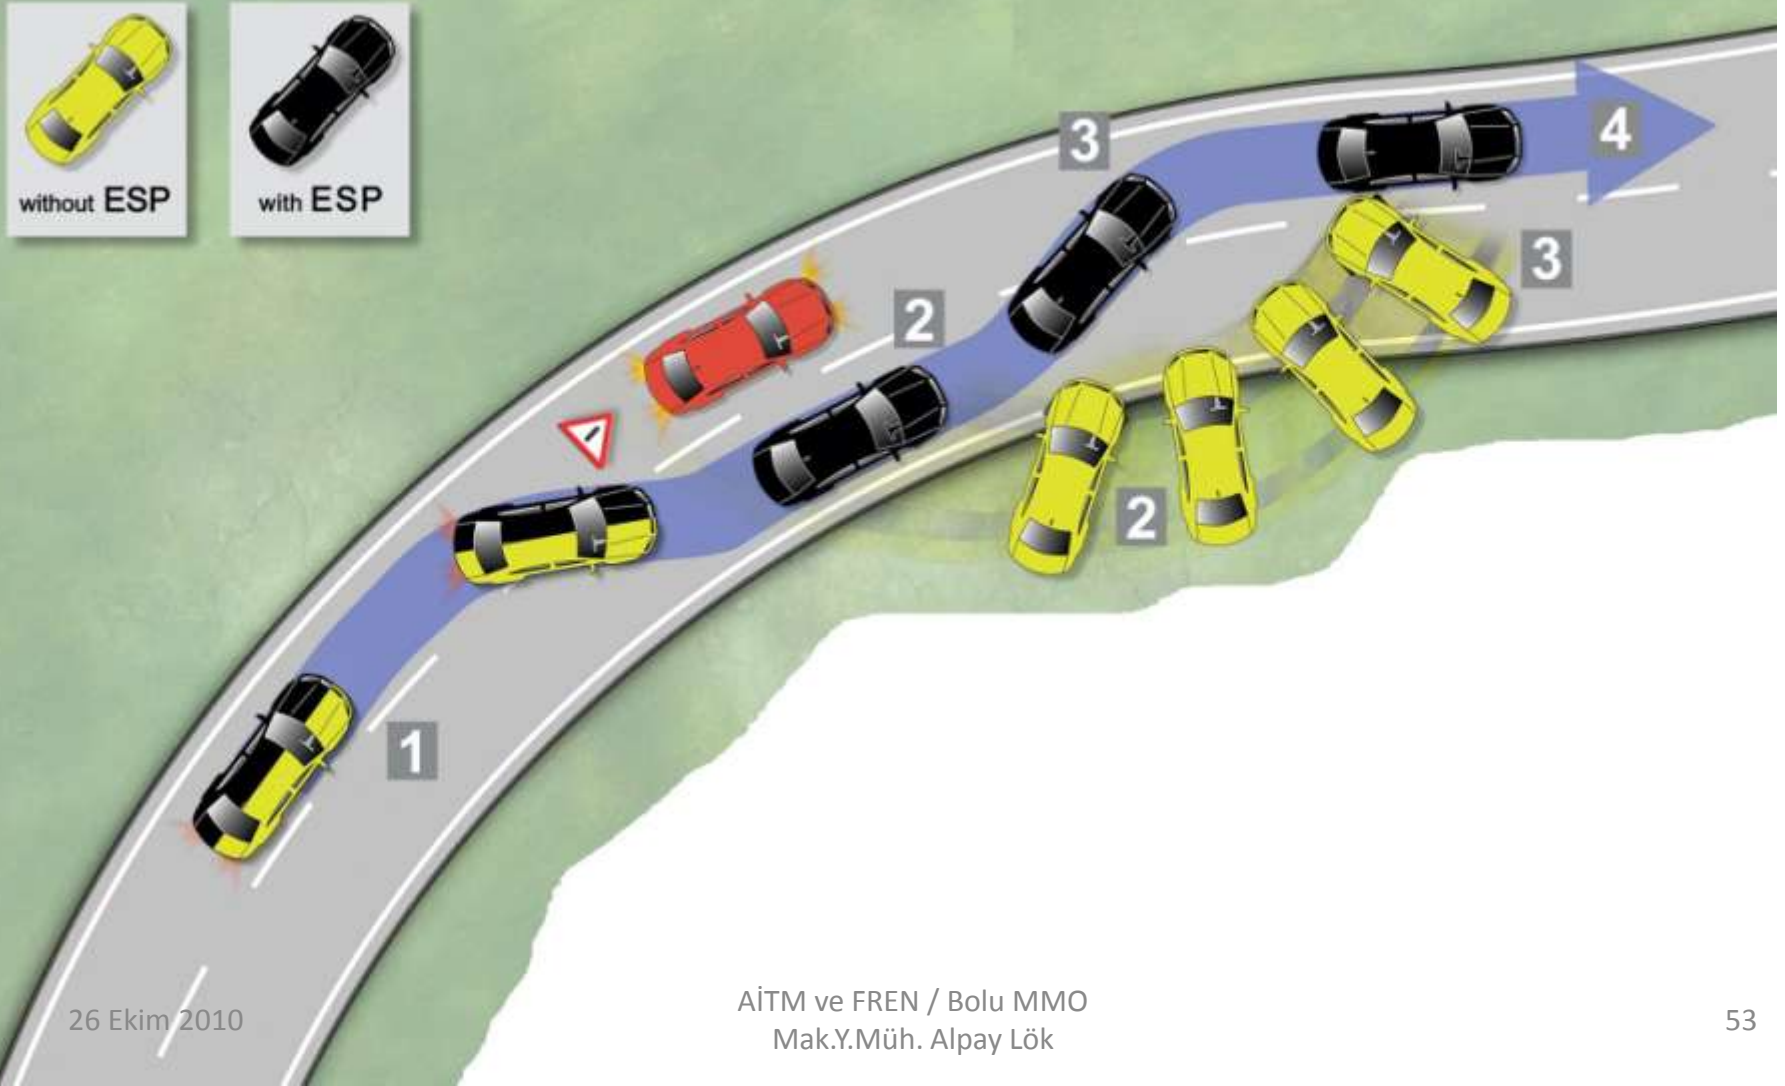 without ESP
with ESP
3
4
3
2
2
1
26 Ekim 2010
AİTM ve FREN / Bolu MMO
Mak.Y.Müh. Alpay Lök
53